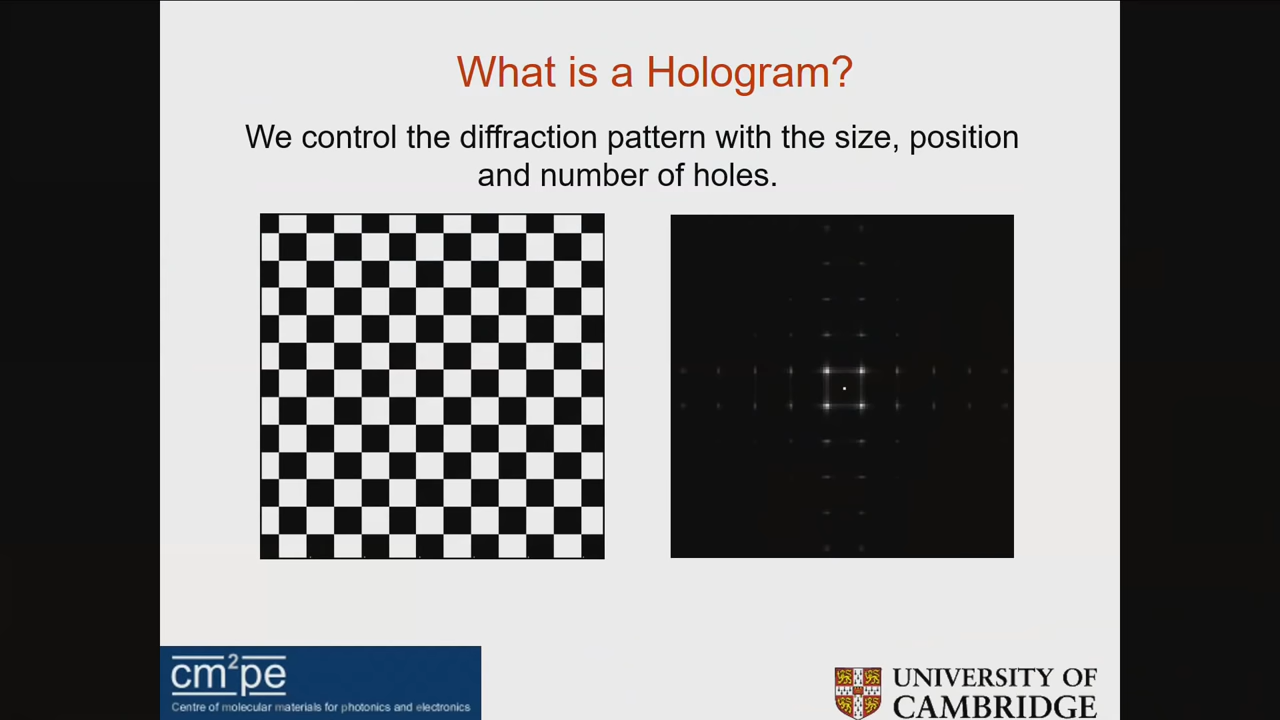 What is a Hologram?
We control the diffraction pattern with the size, position
and number of holes.
cm²pe
Centre of molecular materials for photonics and electronics
UNIVERSITY OF
CAMBRIDGE